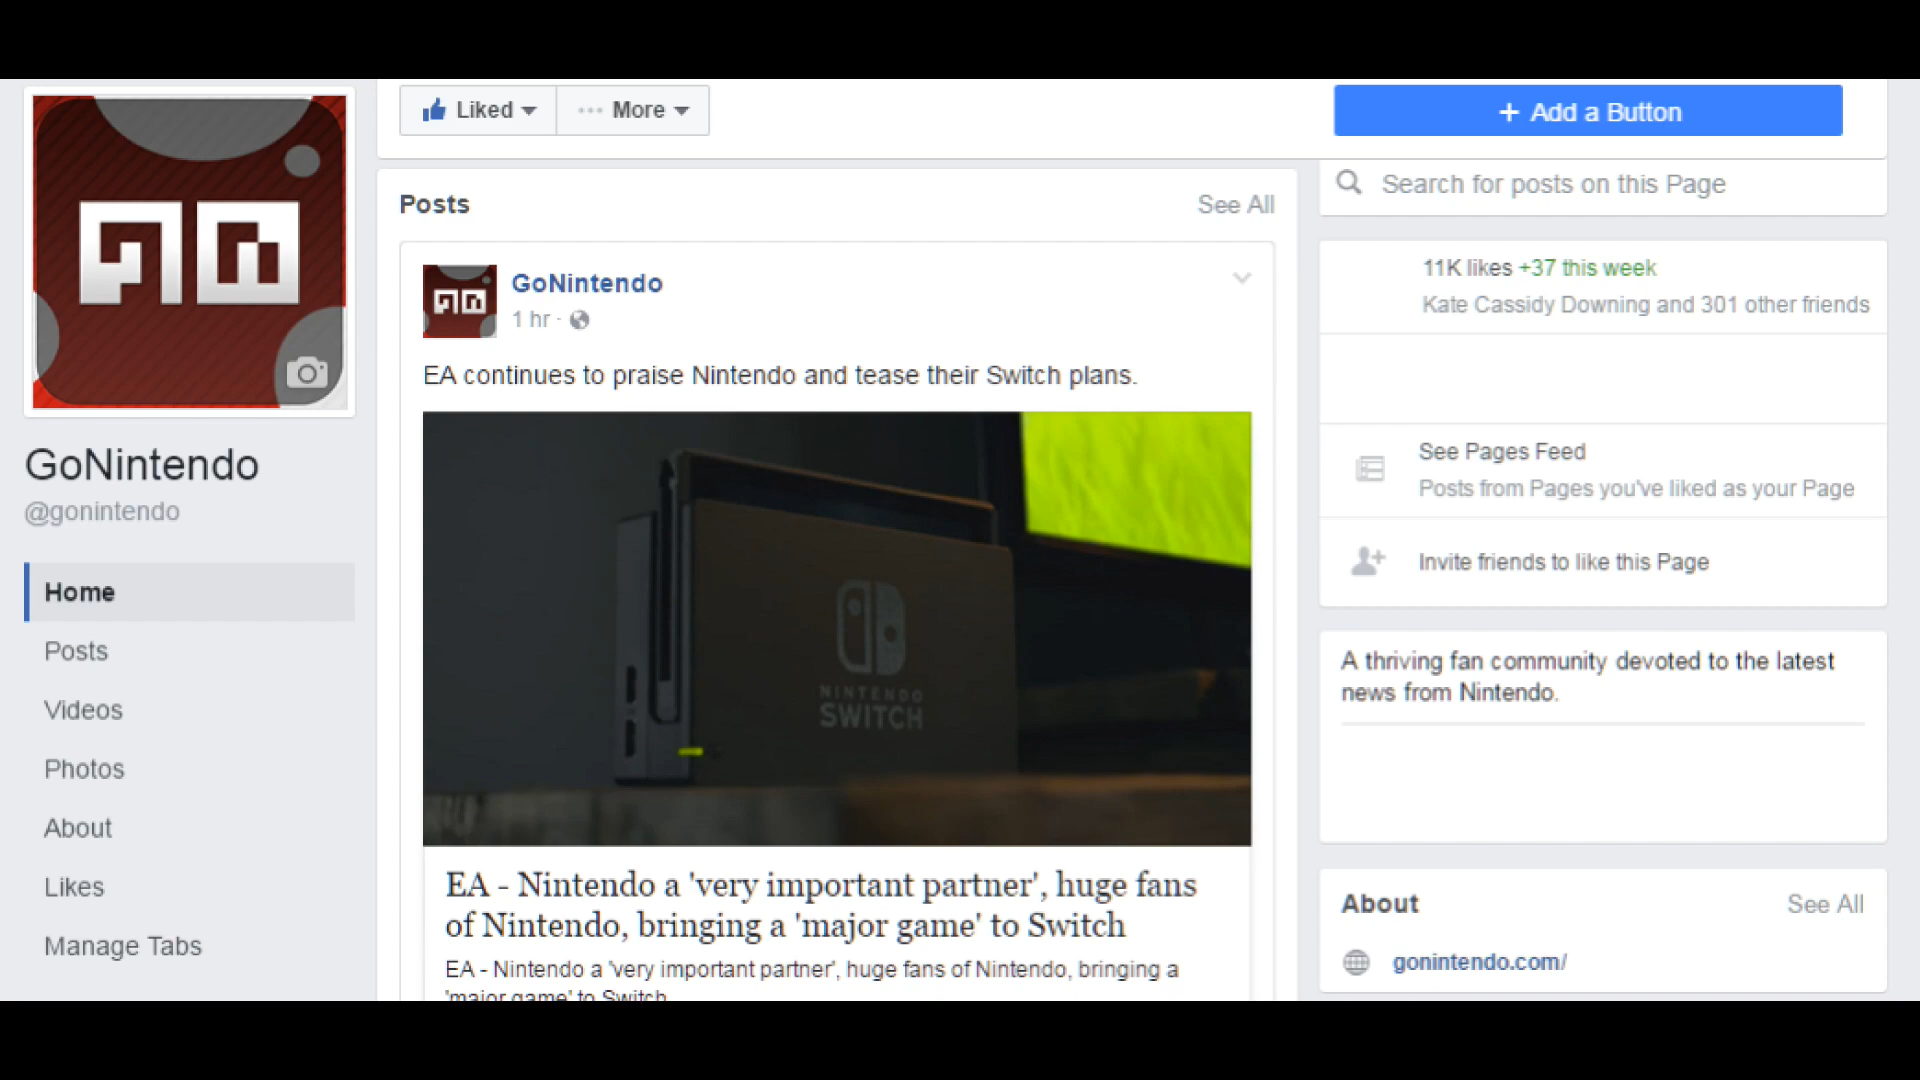 GoNintendo
@gonintendo
Home
Posts
Videos
Photos
About
Likes
Manage Tabs
Liked
More
Posts
See All
GoNintendo
1 hr ·
EA continues to praise Nintendo and tease their Switch plans.
NINTENDO
SWITCH
EA - Nintendo a 'very important partner', huge fans
of Nintendo, bringing a 'major game' to Switch
EA - Nintendo a 'very important partner', huge fans of Nintendo, bringing a
'major game' to Switch
+ Add a Button
Search for posts on this Page
11K likes +37 this week
Kate Cassidy Downing and 301 other friends
See Pages Feed
Posts from Pages you've liked as your Page
Invite friends to like this Page
A thriving fan community devoted to the latest
news from Nintendo.
About
See All
gonintendo.com/